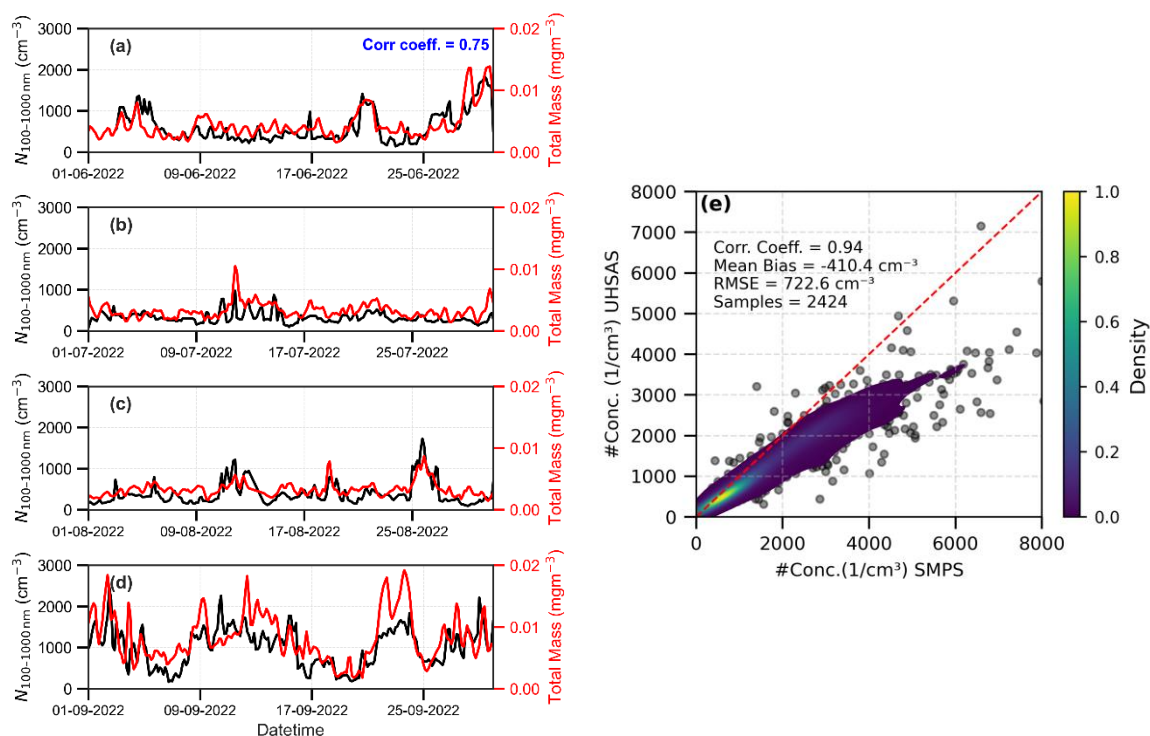 (a)
Corr coeff. = 0.75
N100-1000 nm (cm⁻³)
3000
2000
1000
0
0.02
0.01
0.00
Total Mass (mgm⁻³)
01-06-2022 09-06-2022 17-06-2022 25-06-2022
(b)
N100-1000 nm (cm⁻³)
3000
2000
1000
0
0.02
0.01
0.00
Total Mass (mgm⁻³)
01-07-2022 09-07-2022 17-07-2022 25-07-2022
(c)
N100-1000 nm (cm⁻³)
3000
2000
1000
0
0.02
0.01
0.00
Total Mass (mgm⁻³)
01-08-2022 09-08-2022 17-08-2022 25-08-2022
(d)
N100-1000 nm (cm⁻³)
3000
2000
1000
0
0.02
0.01
0.00
Total Mass (mgm⁻³)
01-09-2022 09-09-2022 17-09-2022 25-09-2022
Datetime
(e)
Corr. Coeff. = 0.94
Mean Bias = -410.4 cm⁻³
RMSE = 722.6 cm⁻³
Samples = 2424
#Conc. (1/cm³) UHSAS
8000
7000
6000
5000
4000
3000
2000
1000
0
0 2000 4000 6000 8000
#Conc.(1/cm³) SMPS
1.0
0.8
0.6
0.4
0.2
0.0
Density